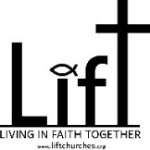 Lift
LIVING IN FAITH TOGETHER
www.liftchurches.org